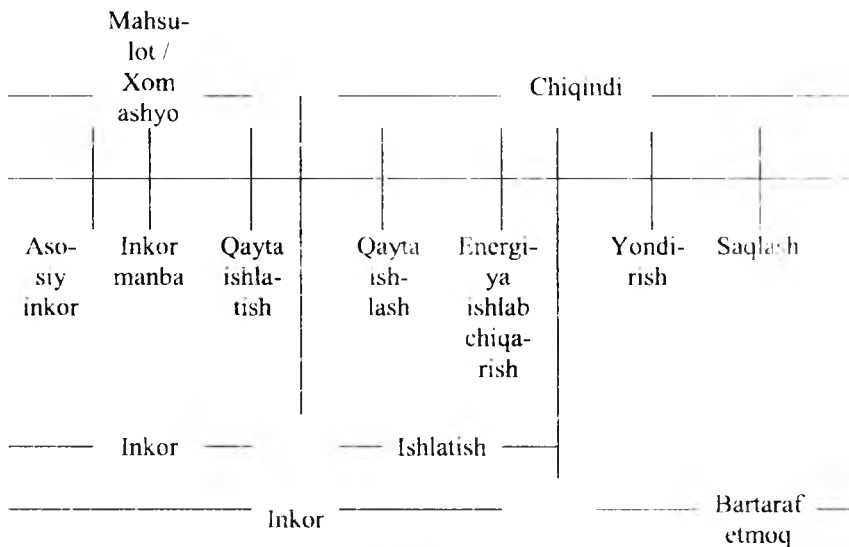 Mahsu-
lot /
Xom
ashyo
Chiqindi
Aso-
siy
inkor
Inkor
manba
Qayta
ishla-
tish
Qayta
ish-
lash
Energi-
ya
ishlab
chiqa-
rish
Yondi-
rish
Saqlash
Inkor
Ishlatish
Inkor
Bartaraf
etmoq